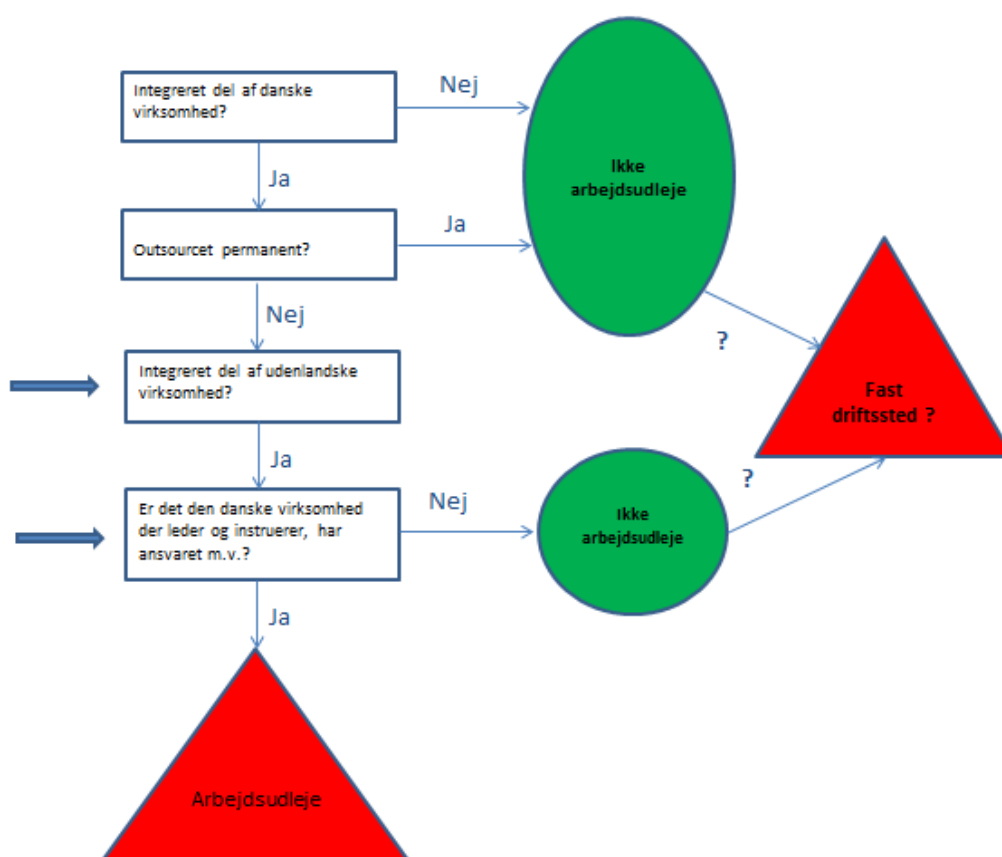 Integreret del af danske
virksomhed?
Nej
Ikke
arbejdsudleje
Ja
Outsourcet permanent?
Ja
Nej
?
Integreret del af udenlandske
virksomhed?
Fast
driftssted ?
Ja
?
Er det den danske virksomhed
der leder og instruerer, har
ansvaret m.v.?
Nej
Ikke
arbejdsudleje
Ja
Arbejdsudleje